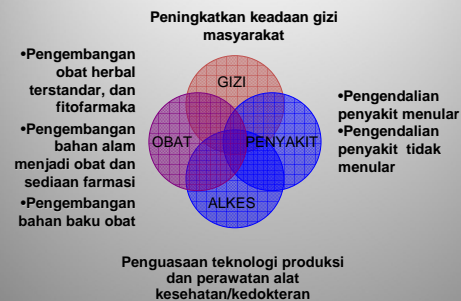 Peningkatkan keadaan gizi
masyarakat
•Pengembangan
obat herbal
terstandar, dan
fitofarmaka
•Pengembangan
bahan alam
menjadi obat dan
sediaan farmasi
•Pengembangan
bahan baku obat
GIZI
OBAT
PENYAKIT
ALKES
•Pengendalian
penyakit menular
•Pengendalian
penyakit tidak
menular
Penguasaan teknologi produksi
dan perawatan alat
kesehatan/kedokteran